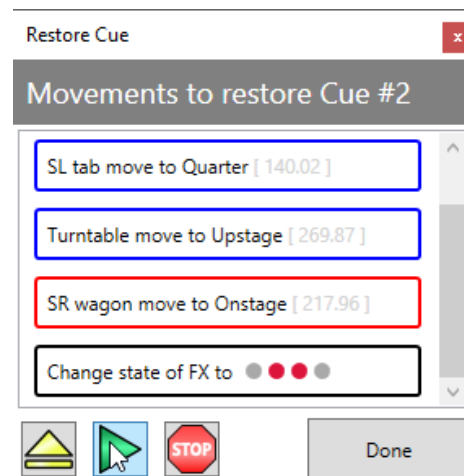 Restore Cue
x
Movements to restore Cue #2
SL tab move to Quarter [ 140.02 ]
Turntable move to Upstage [ 269.87 ]
SR wagon move to Onstage [ 217.96 ]
Change state of FX to
STOP
Done